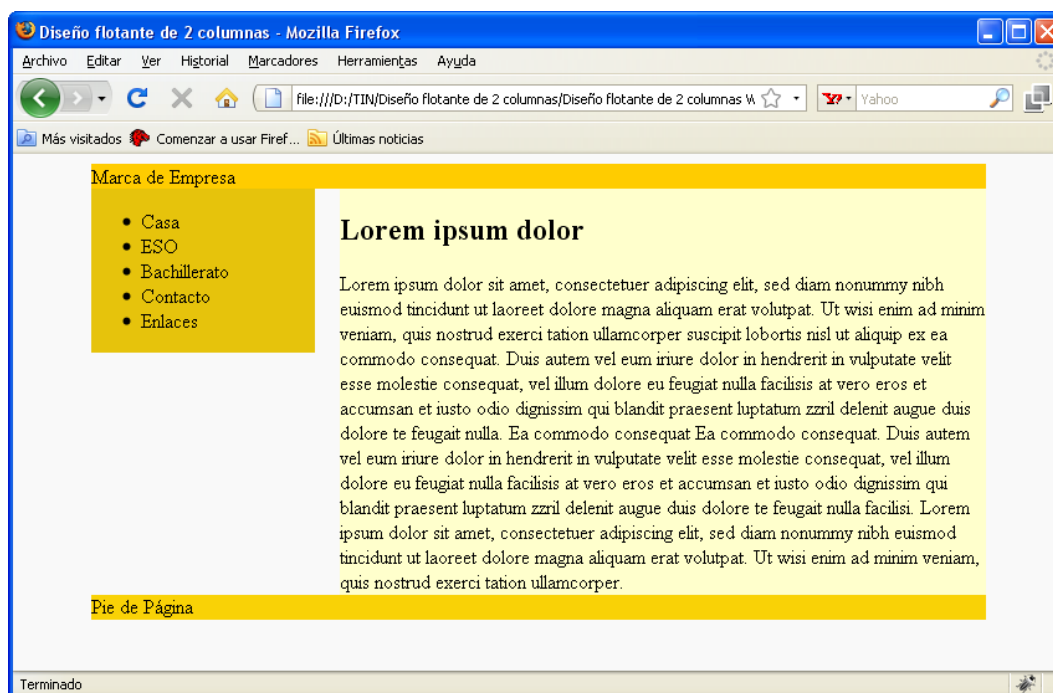 Diseño flotante de 2 columnas - Mozilla Firefox
Archivo Editar Ver Historial Marcadores Herramientas Ayuda
file:///D:/TIN/Diseño flotante de 2 columnas/Diseño flotante de 2 columnas W Yahoo
Más visitados Comenzar a usar Firef... Últimas noticias
Marca de Empresa
Casa
ESO
Bachillerato
Contacto
Enlaces
Lorem ipsum dolor
Lorem ipsum dolor sit amet, consectetuer adipiscing elit, sed diam nonummy nibh
euismod tincidunt ut laoreet dolore magna aliquam erat volutpat. Ut wisi enim ad minim
veniam, quis nostrud exerci tation ullamcorper suscipit lobortis nisl ut aliquip ex ea
commodo consequat. Duis autem vel eum iriure dolor in hendrerit in vulputate velit
esse molestie consequat, vel illum dolore eu feugiat nulla facilisis at vero eros et
accumsan et iusto odio dignissim qui blandit praesent luptatum zzril delenit augue duis
dolore te feugait nulla. Ea commodo consequat Ea commodo consequat. Duis autem
vel eum iriure dolor in hendrerit in vulputate velit esse molestie consequat, vel illum
dolore eu feugiat nulla facilisis at vero eros et accumsan et iusto odio dignissim qui
blandit praesent luptatum zzril delenit augue duis dolore te feugait nulla facilisi. Lorem
ipsum dolor sit amet, consectetuer adipiscing elit, sed diam nonummy nibh euismod
tincidunt ut laoreet dolore magna aliquam erat volutpat. Ut wisi enim ad minim veniam,
quis nostrud exerci tation ullamcorper.
Pie de Página
Terminado